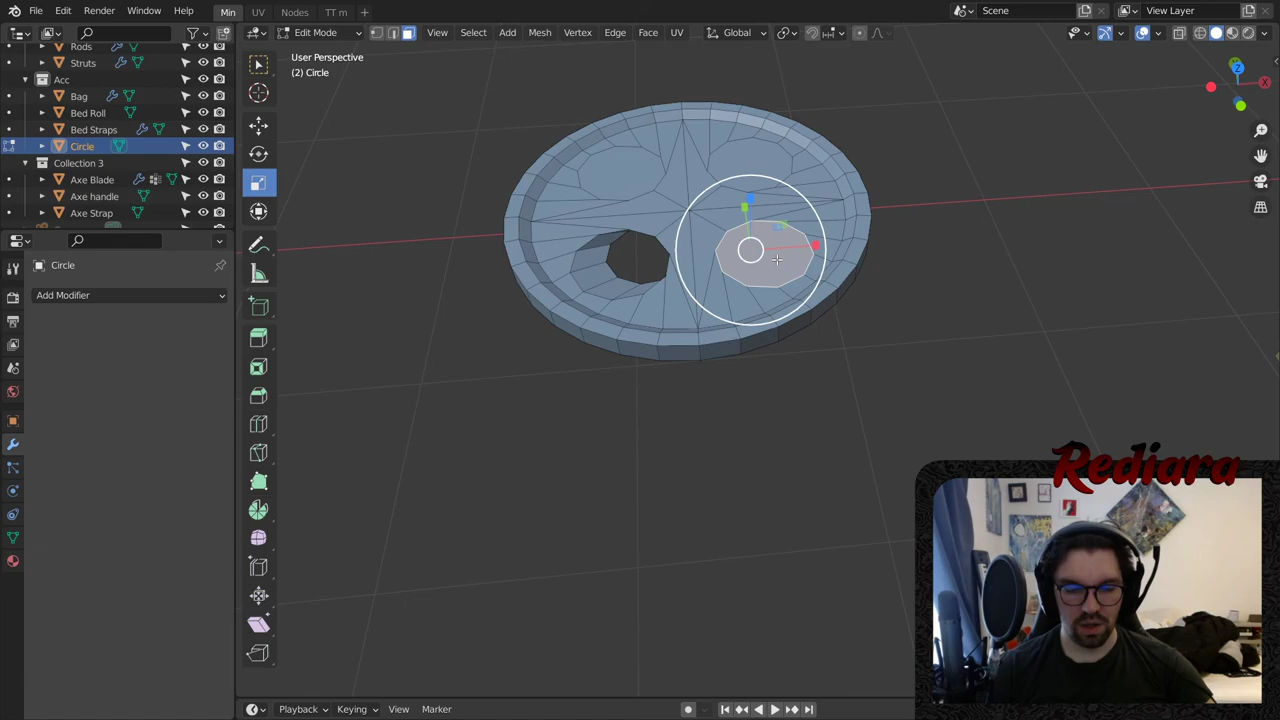 File Edit Render Window Help Min UV Nodes TT m + Scene View Layer
Edit Mode View Select Add Mesh Vertex Edge Face UV Global
Rods
Struts
Acc
Bag
Bed Roll
Bed Straps
Circle
Collection 3
Axe Blade
Axe handle
Axe Strap
User Perspective
(2) Circle
Z
X
Circle
Add Modifier
Rediara
Playback Keying View Marker